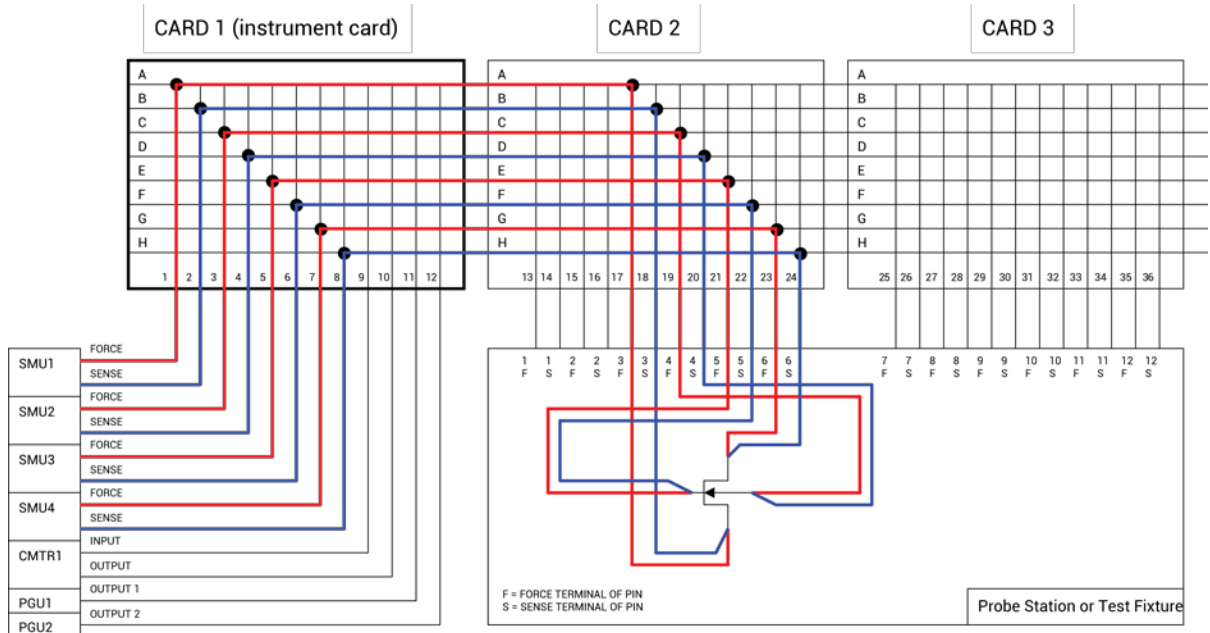 CARD 1 (instrument card) CARD 2 CARD 3
A A A
B B B
C C C
D D D
E E E
F F F
G G G
H H H
1 2 3 4 5 6 7 8 9 10 11 12 13 14 15 16 17 18 19 20 21 22 23 24 25 26 27 28 29 30 31 32 33 34 35 36
SMU1 FORCE
SENSE
SMU2 FORCE
SENSE
SMU3 FORCE
SENSE
SMU4 FORCE
SENSE
CMTR1 INPUT
OUTPUT
PGU1 OUTPUT 1
PGU2 OUTPUT 2
1 1 2 2 3 3 4 4 5 5 6 6 7 7 8 8 9 9 10 10 11 11 12 12
F S F S F S F S F S F S F S F S F S F S F S F S
F = FORCE TERMINAL OF PIN
S = SENSE TERMINAL OF PIN
Probe Station or Test Fixture